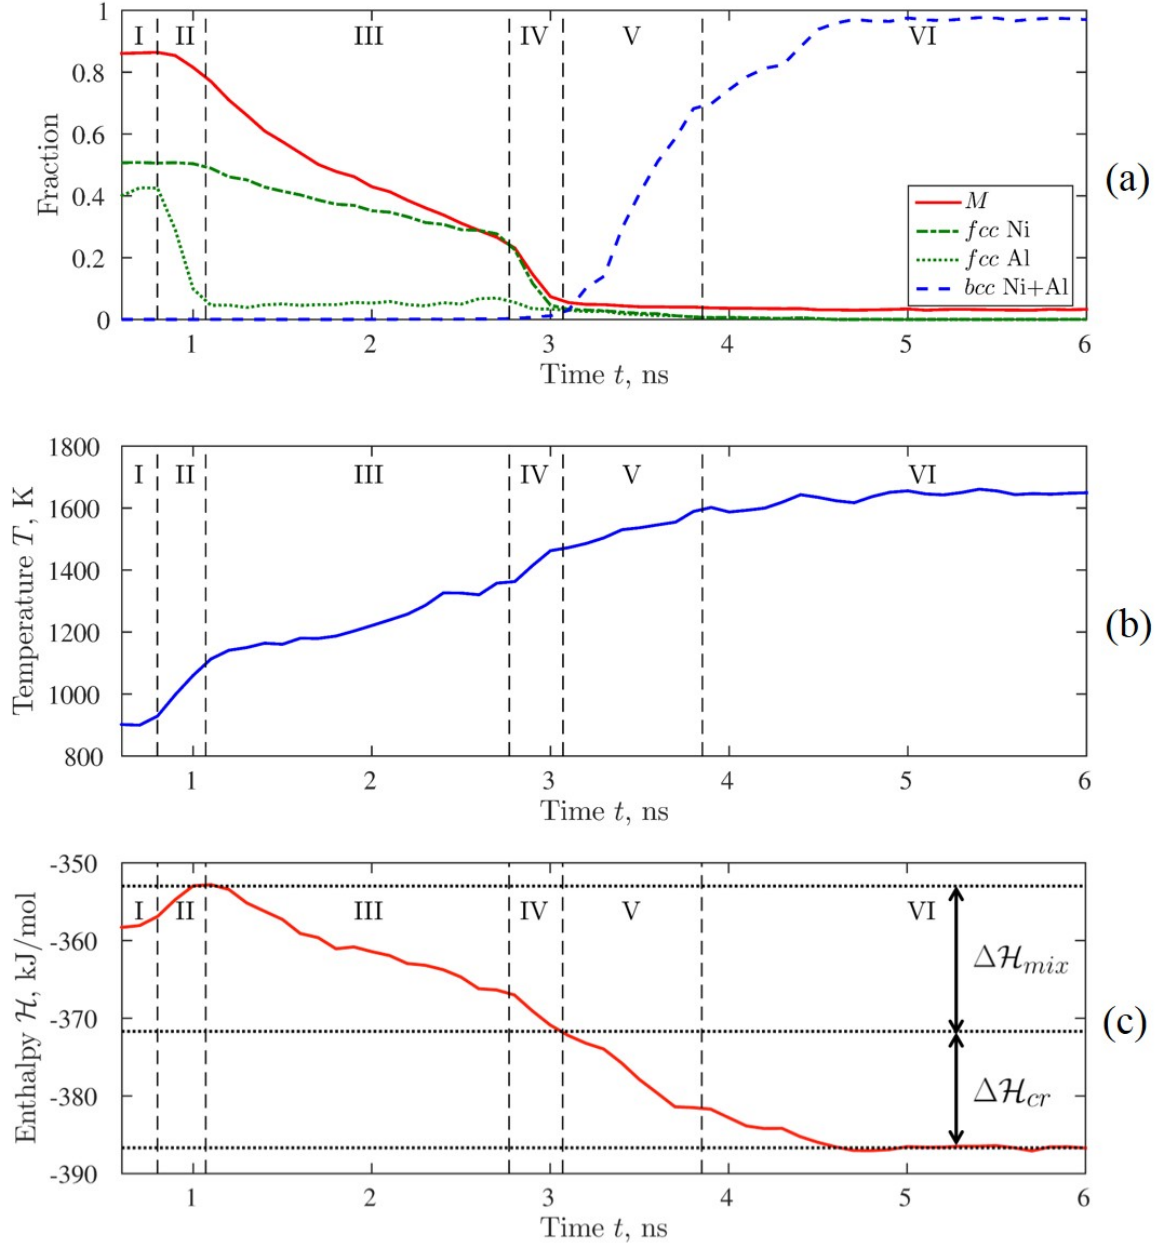 1
0.8
0.6
0.4
0.2
0
Fraction
I II III IV V VI
M
fcc Ni
fcc Al
bcc Ni+Al
(a)
1 2 3 4 5 6
Time t, ns
1800
1600
1400
1200
1000
800
Temperature T, K
I II III IV V VI
(b)
1 2 3 4 5 6
Time t, ns
-350
-360
-370
-380
-390
Enthalpy ℋ, kJ/mol
I II III IV V VI
Δℋmix
Δℋcr
(c)
1 2 3 4 5 6
Time t, ns